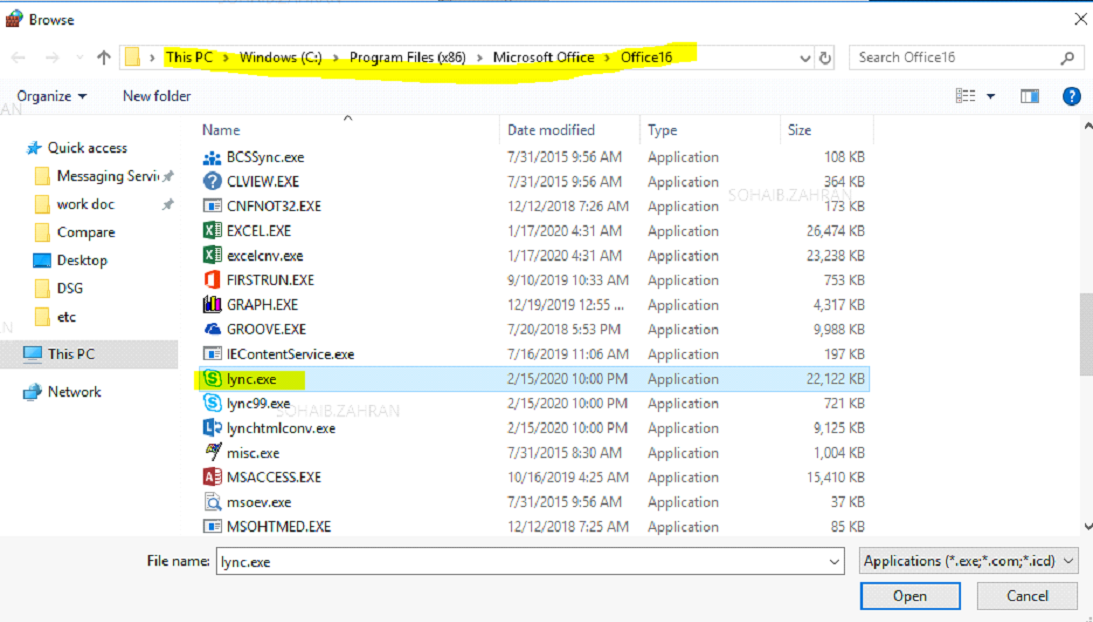 Browse
This PC > Windows (C:) > Program Files (x86) > Microsoft Office > Office16
Search Office16
Organize
New folder
Name
Date modified
Type
Size
Quick access
Messaging Servi
work doc
Compare
Desktop
DSG
etc
This PC
Network
BCSSync.exe 7/31/2015 9:56 AM Application 108 KB
CLVIEW.EXE 7/31/2015 9:56 AM Application 364 KB
CNFNOT32.EXE 12/12/2018 7:26 AM Application 173 KB
EXCEL.EXE 1/17/2020 4:31 AM Application 26,474 KB
excelcnv.exe 1/17/2020 4:31 AM Application 23,238 KB
FIRSTRUN.EXE 9/10/2019 10:33 AM Application 753 KB
GRAPH.EXE 12/19/2019 12:55 ... Application 4,317 KB
GROOVE.EXE 7/20/2018 5:53 PM Application 9,988 KB
IEContentService.exe 7/16/2019 11:06 AM Application 197 KB
lync.exe 2/15/2020 10:00 PM Application 22,122 KB
lync99.exe 2/15/2020 10:00 PM Application 721 KB
lynchtmlconv.exe 2/15/2020 10:00 PM Application 9,125 KB
misc.exe 7/31/2015 8:30 AM Application 1,004 KB
MSACCESS.EXE 10/16/2019 4:25 AM Application 15,410 KB
msoev.exe 7/31/2015 9:56 AM Application 37 KB
MSOHTMED.EXE 12/12/2018 7:25 AM Application 85 KB
SOHAIB.ZAHRAN
SOHAIB.ZAHRAN
File name: lync.exe
Applications (*.exe;*.com;*.icd)
Open
Cancel